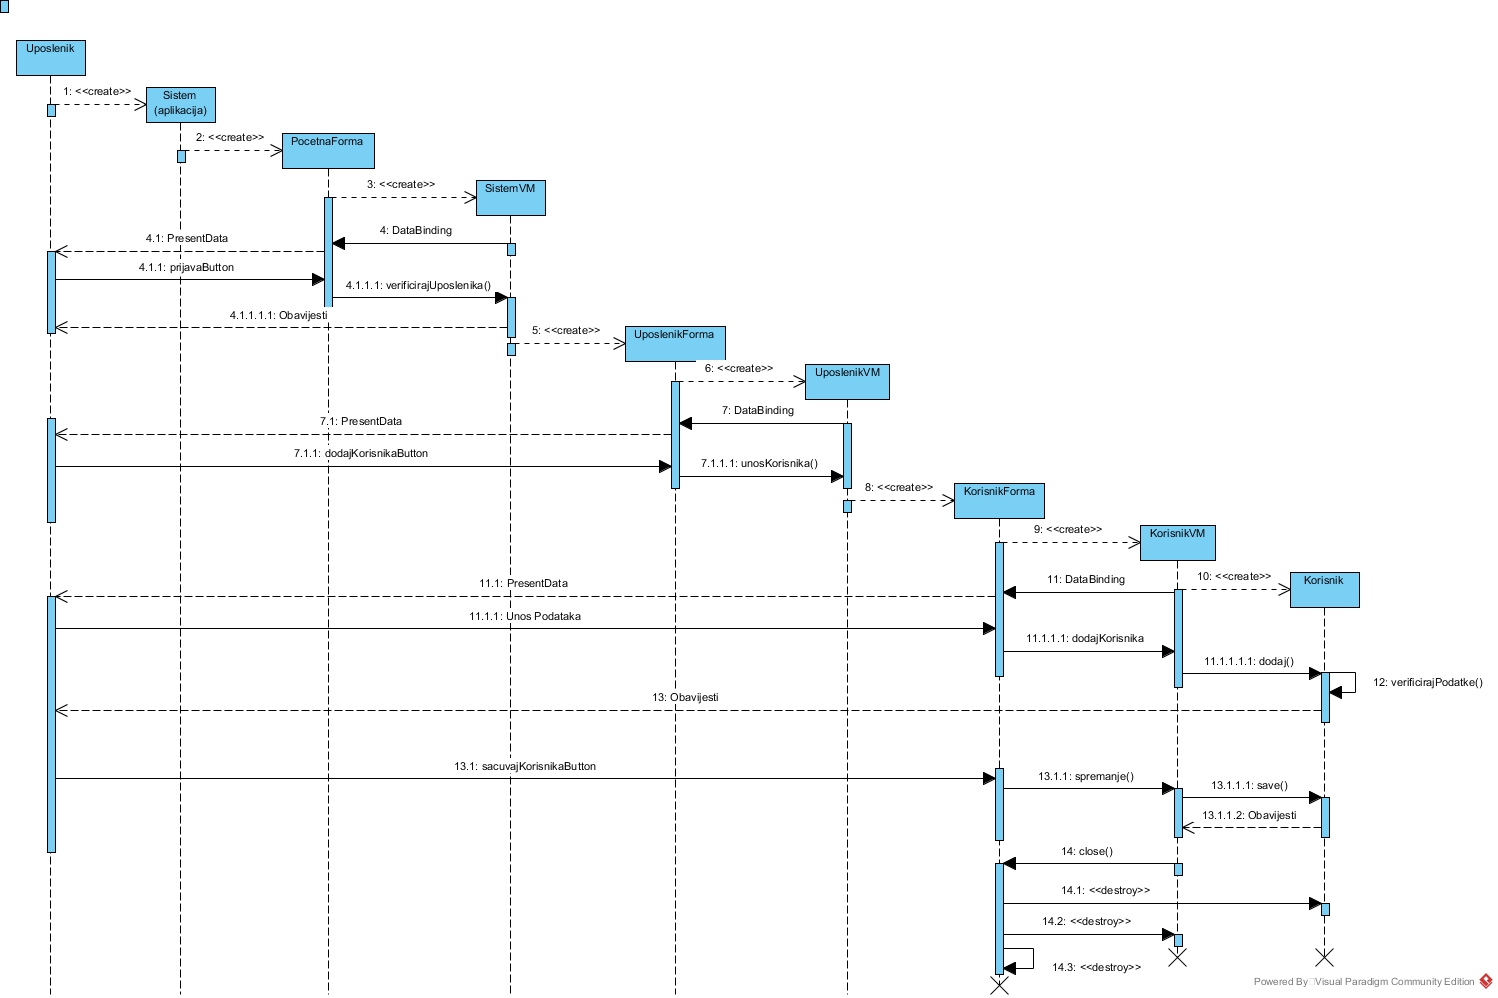 Uposlenik
1: <<create>>
Sistem
(aplikacija)
2: <<create>>
PocetnaForma
3: <<create>>
SistemVM
4: DataBinding
4.1: PresentData
4.1.1: prijavaButton
4.1.1.1: verificirajUposlenika()
4.1.1.1.1: Obavijesti
5: <<create>>
UposlenikForma
6: <<create>>
UposlenikVM
7: DataBinding
7.1: PresentData
7.1.1: dodajKorisnikaButton
7.1.1.1: unosKorisnika()
8: <<create>>
KorisnikForma
9: <<create>>
KorisnikVM
10: <<create>>
Korisnik
11: DataBinding
11.1: PresentData
11.1.1: Unos Podataka
11.1.1.1: dodajKorisnika
11.1.1.1.1: dodaj()
12: verificirajPodatke()
13: Obavijesti
13.1: sacuvajKorisnikaButton
13.1.1: spremanje()
13.1.1.1: save()
13.1.1.2: Obavijesti
14: close()
14.1: <<destroy>>
14.2: <<destroy>>
14.3: <<destroy>>
Powered By Visual Paradigm Community Edition